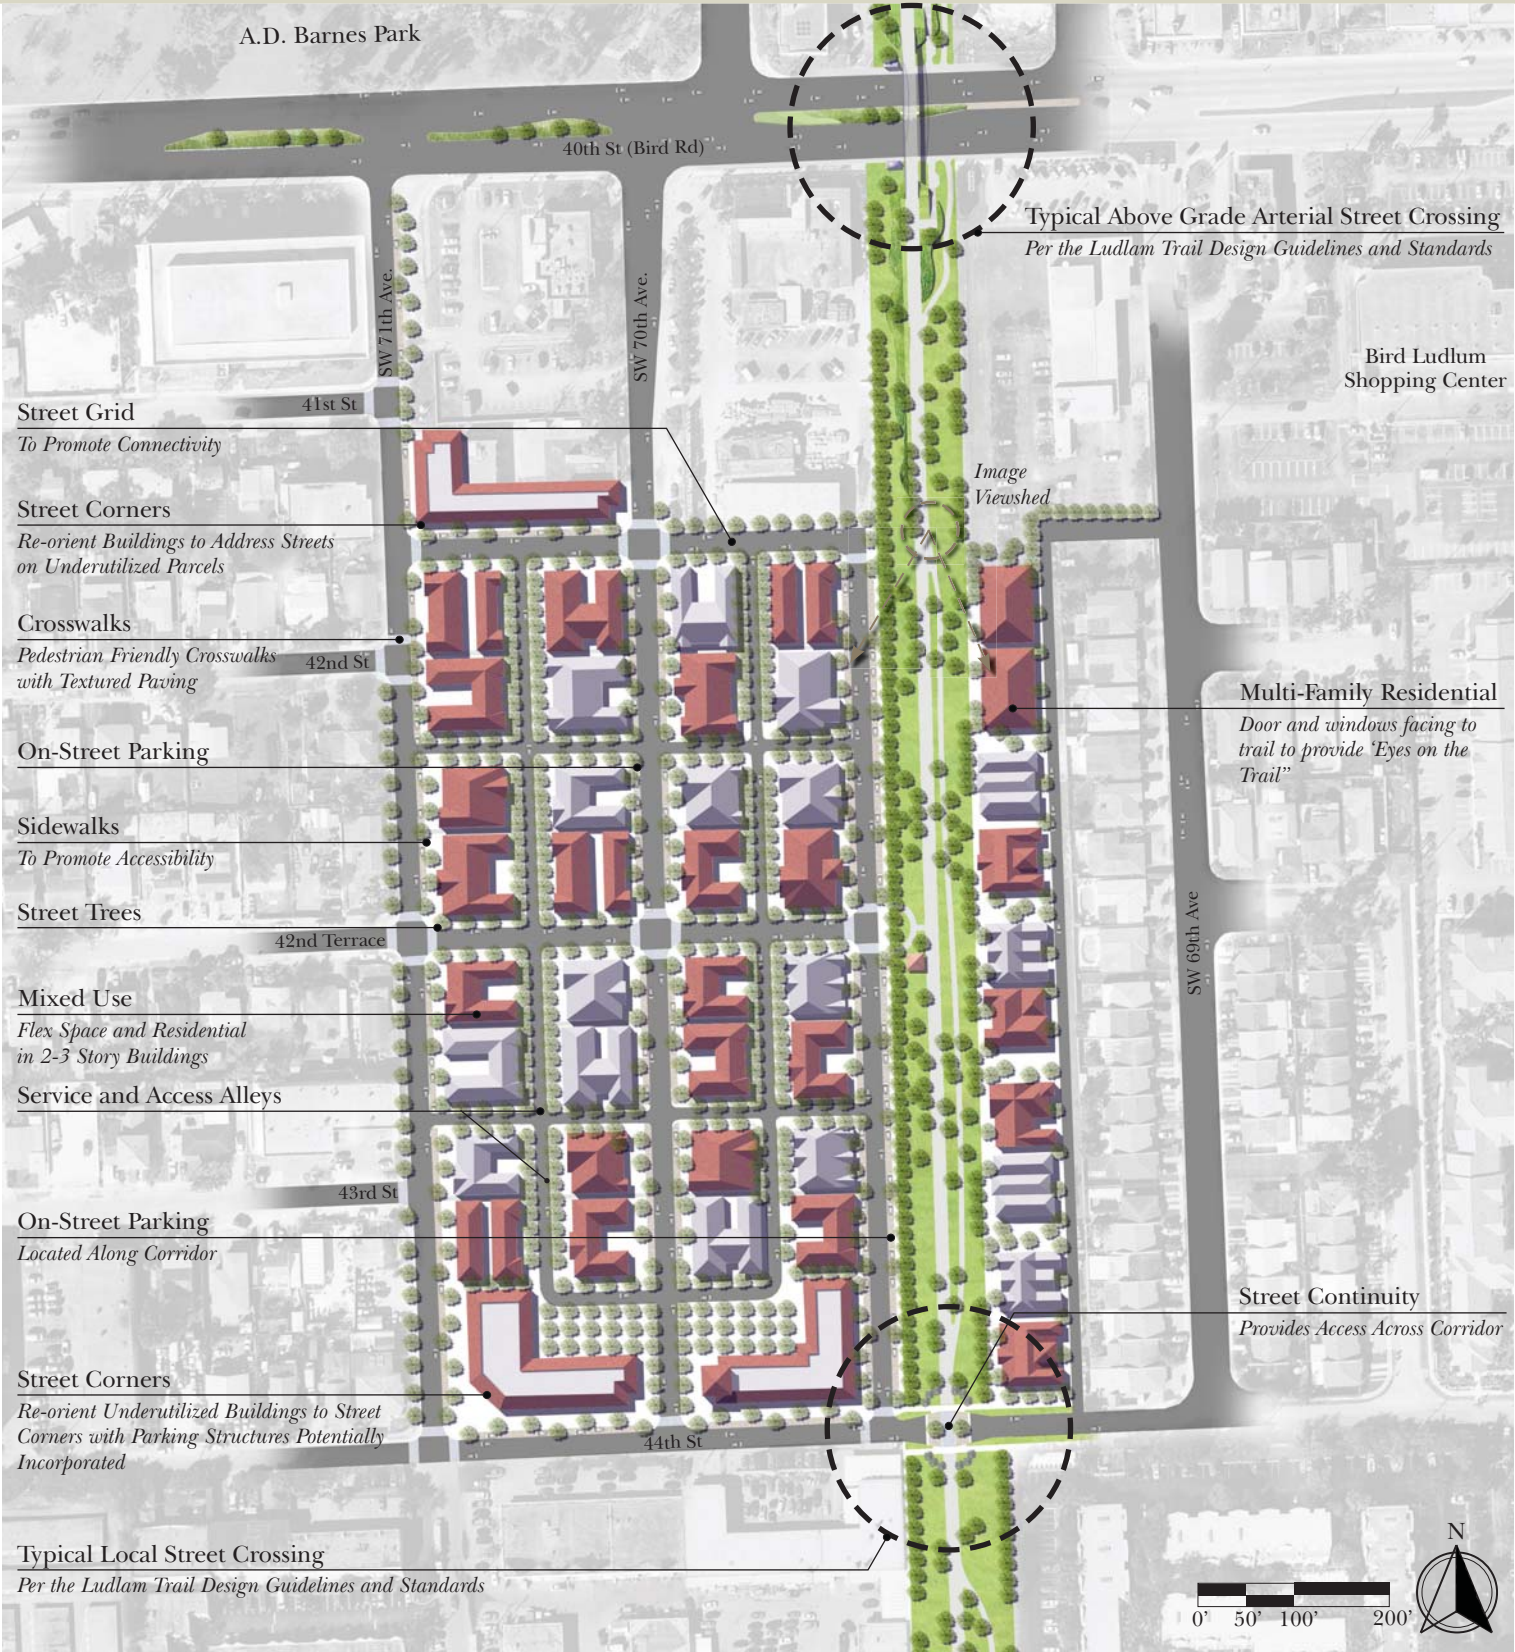 A.D. Barnes Park
40th St (Bird Rd)
Typical Above Grade Arterial Street Crossing
Per the Ludlam Trail Design Guidelines and Standards
SW 71th Ave.
SW 70th Ave.
Bird Ludlum
Shopping Center
41st St
Street Grid
To Promote Connectivity
Image
Viewshed
Street Corners
Re-orient Buildings to Address Streets
on Underutilized Parcels
Crosswalks
Pedestrian Friendly Crosswalks
with Textured Paving
42nd St
Multi-Family Residential
Door and windows facing to
trail to provide ‘Eyes on the
Trail”
On-Street Parking
Sidewalks
To Promote Accessibility
Street Trees
42nd Terrace
SW 69th Ave
Mixed Use
Flex Space and Residential
in 2-3 Story Buildings
Service and Access Alleys
43rd St
On-Street Parking
Located Along Corridor
Street Continuity
Provides Access Across Corridor
Street Corners
Re-orient Underutilized Buildings to Street
Corners with Parking Structures Potentially
Incorporated
44th St
Typical Local Street Crossing
Per the Ludlam Trail Design Guidelines and Standards
N
0' 50' 100' 200'